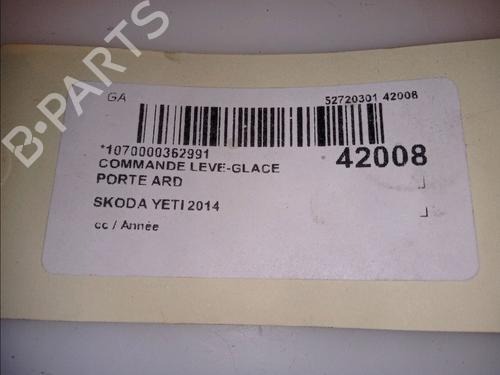 B-PARTS
GA
52720301 42008
*1070000362991
42008
COMMANDE LEVE-GLACE
PORTE ARD
SKODA YETI 2014
cc / Année